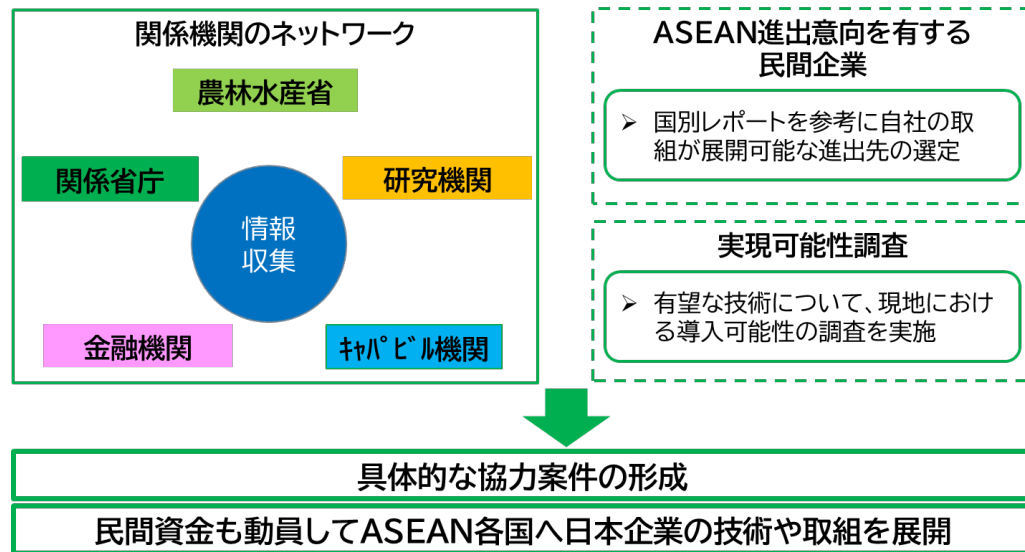 関係機関のネットワーク
農林水産省
関係省庁
研究機関
情報
収集
金融機関
ｷｬﾊﾟﾋﾞﾙ機関
ASEAN進出意向を有する
民間企業
➢ 国別レポートを参考に自社の取
組が展開可能な進出先の選定
実現可能性調査
➢ 有望な技術について、現地におけ
る導入可能性の調査を実施
具体的な協力案件の形成
民間資金も動員してASEAN各国へ日本企業の技術や取組を展開